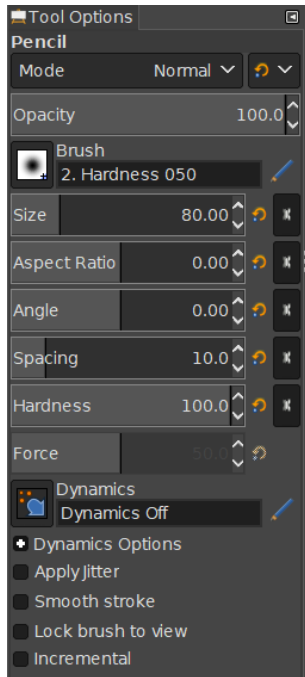 Tool Options
Pencil
Mode Normal
Opacity 100.0
Brush
2. Hardness 050
Size 80.00
Aspect Ratio 0.00
Angle 0.00
Spacing 10.0
Hardness 100.0
Force 50.0
Dynamics
Dynamics Off
Dynamics Options
Apply Jitter
Smooth stroke
Lock brush to view
Incremental